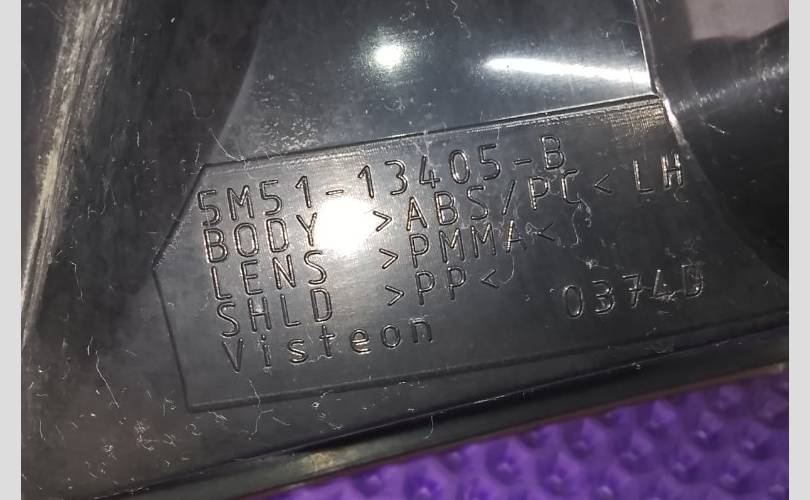 5M51-13405-B
BODY >ABS/PC< LH
LENS >PMMA<
SHLD >PP<
Visteon 0374D